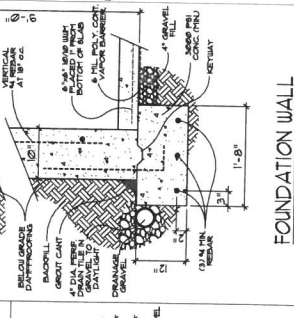 VERTICAL
#4 REBAR
AT 18" O.C.
6"x6" 10/10 WWM
PLACED 1" FROM
BOTTOM OF SLAB
6 MIL POLY. CONT.
VAPOR BARRIER
4" GRAVEL
FILL
3000 PSI
CONC. (MIN.)
KEYWAY
10"
BELOW GRADE
DAMPPROOFING
BACKFILL
GROUT CANT
4" DIA. PERF.
DRAIN TILE IN
GRAVEL TO
DAYLIGHT
DRAINAGE
GRAVEL
(3) #4 MIN.
REBAR
3"
1'-8"
FOUNDATION WALL